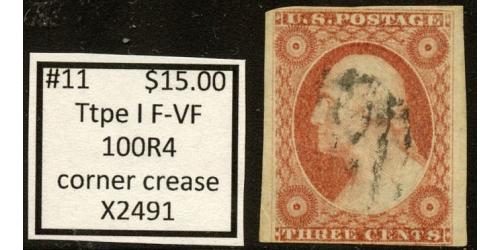 #11 $15.00
Ttpe I F-VF
100R4
corner crease
X2491
U.S. POSTAGE
THREE CENTS